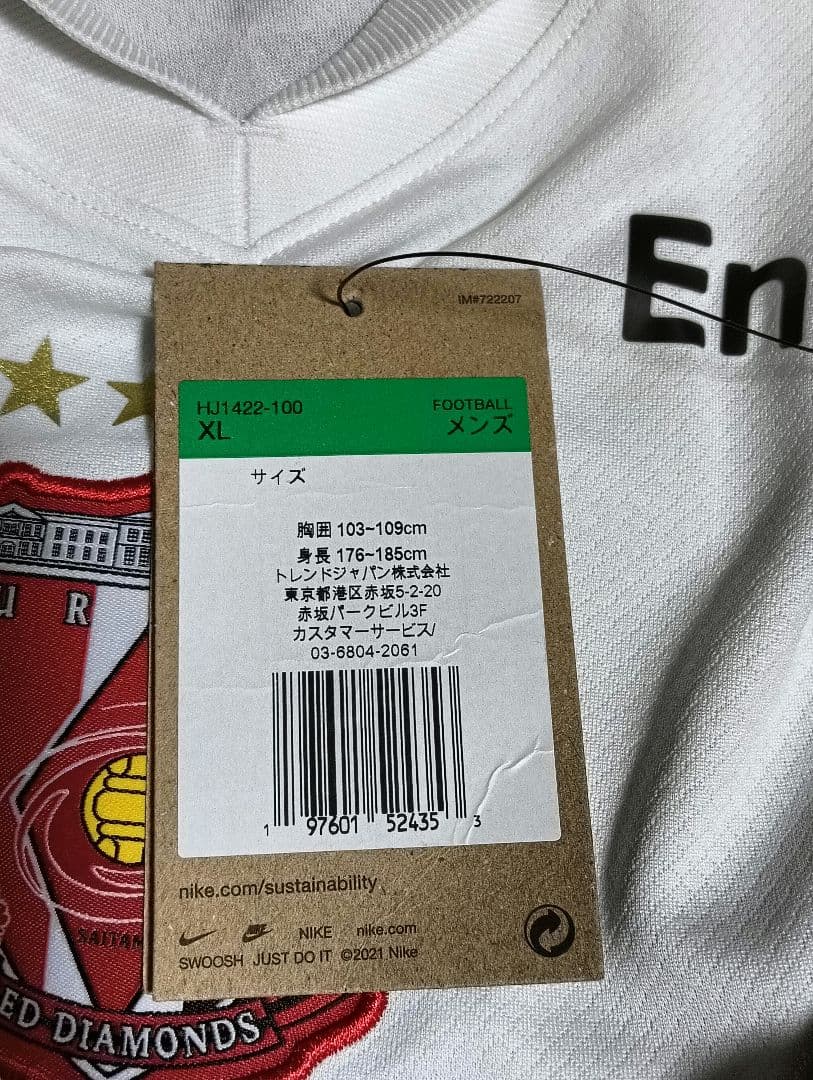 En
IM#722207
HJ1422-100 FOOTBALL
XL メンズ
サイズ
胸囲 103~109cm
身長 176~185cm
トレンドジャパン株式会社
東京都港区赤坂5-2-20
赤坂パークビル3F
カスタマーサービス/
03-6804-2061
1 97601 52435 3
nike.com/sustainability
NIKE nike.com
SWOOSH JUST DO IT ©2021 Nike
U R
SAITAM
ED DIAMONDS